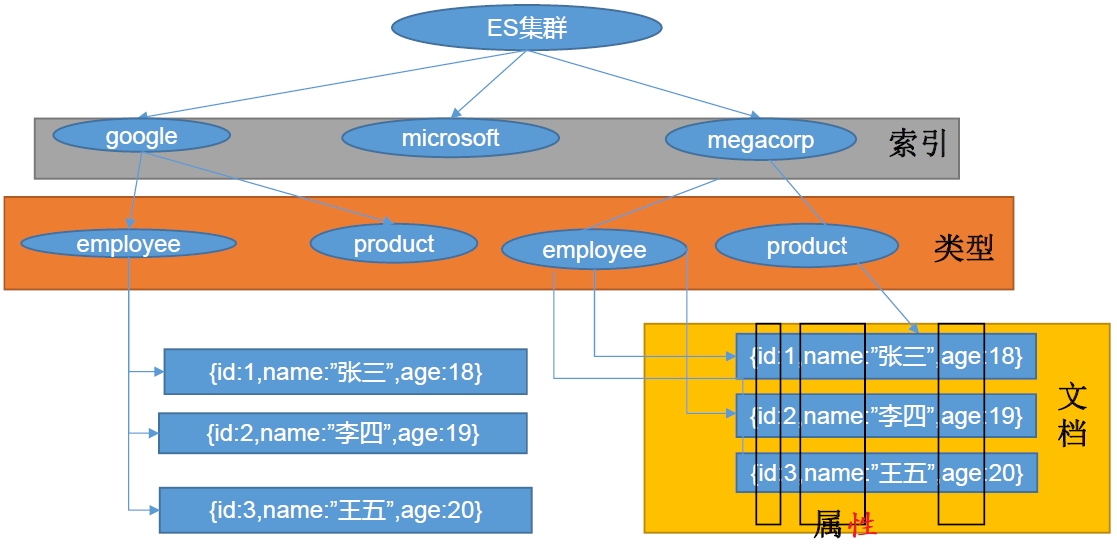 ES集群
google
microsoft
megacorp
索引
employee
product
employee
product
类型
{id:1,name:”张三”,age:18}
{id:2,name:”李四”,age:19}
{id:3,name:”王五”,age:20}
{id:1,name:”张三”,age:18}
{id:2,name:”李四”,age:19}
{id:3,name:”王五”,age:20}
文
档
属性